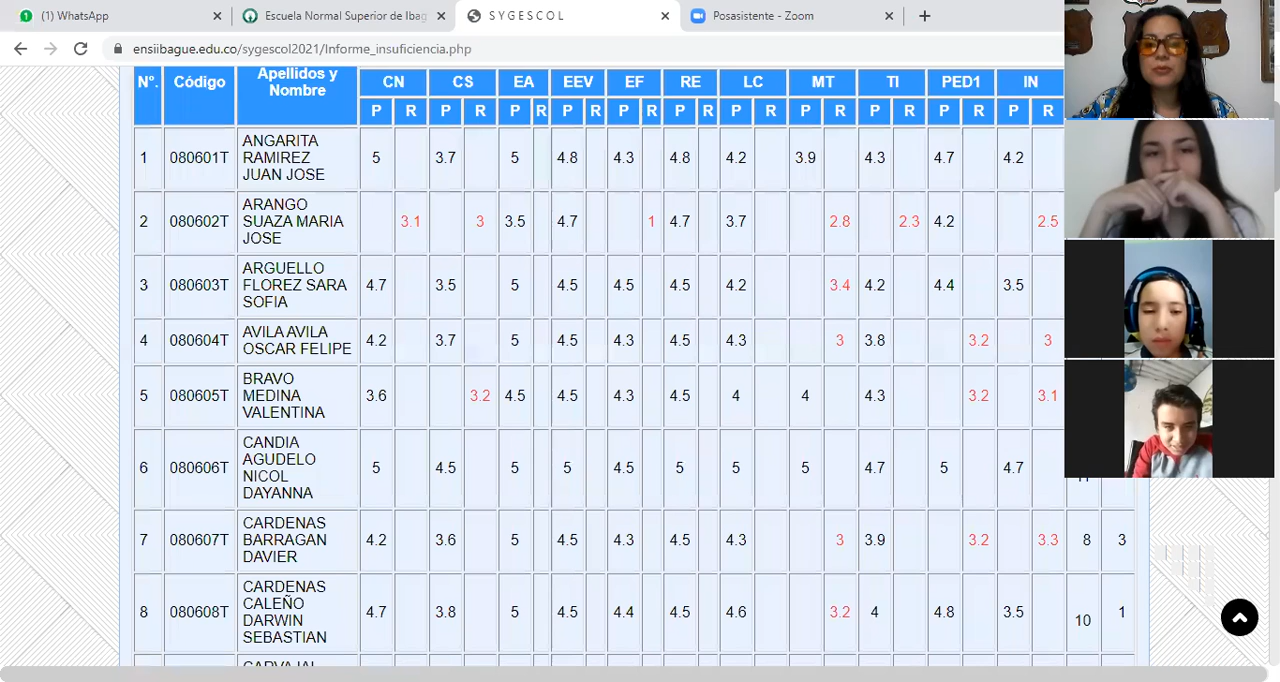 (1) WhatsApp
Escuela Normal Superior de Ibag
S Y G E S C O L
Posasistente - Zoom
ensiibague.edu.co/sygescol2021/Informe_insuficiencia.php
Nº. Código Apellidos y Nombre CN CS EA EEV EF RE LC MT TI PED1 IN
P R P R P R P R P R P R P R P R P R P R P R
1 080601T ANGARITA RAMIREZ JUAN JOSE 5 3.7 5 4.8 4.3 4.8 4.2 3.9 4.3 4.7 4.2
2 080602T ARANGO SUAZA MARIA JOSE 3.1 3 3.5 4.7 1 4.7 3.7 2.8 2.3 4.2 2.5
3 080603T ARGUELLO FLOREZ SARA SOFIA 4.7 3.5 5 4.5 4.5 4.5 4.2 3.4 4.2 4.4 3.5
4 080604T AVILA AVILA OSCAR FELIPE 4.2 3.7 5 4.5 4.3 4.5 4.3 3 3.8 3.2 3
5 080605T BRAVO MEDINA VALENTINA 3.6 3.2 4.5 4.5 4.3 4.5 4 4 4.3 3.2 3.1
6 080606T CANDIA AGUDELO NICOL DAYANNA 5 4.5 5 5 4.5 5 5 5 4.7 5 4.7
7 080607T CARDENAS BARRAGAN DAVIER 4.2 3.6 5 4.5 4.3 4.5 4.3 3 3.9 3.2 3.3 8 3
8 080608T CARDENAS CALEÑO DARWIN SEBASTIAN 4.7 3.8 5 4.5 4.4 4.5 4.6 3.2 4 4.8 3.5 10 1